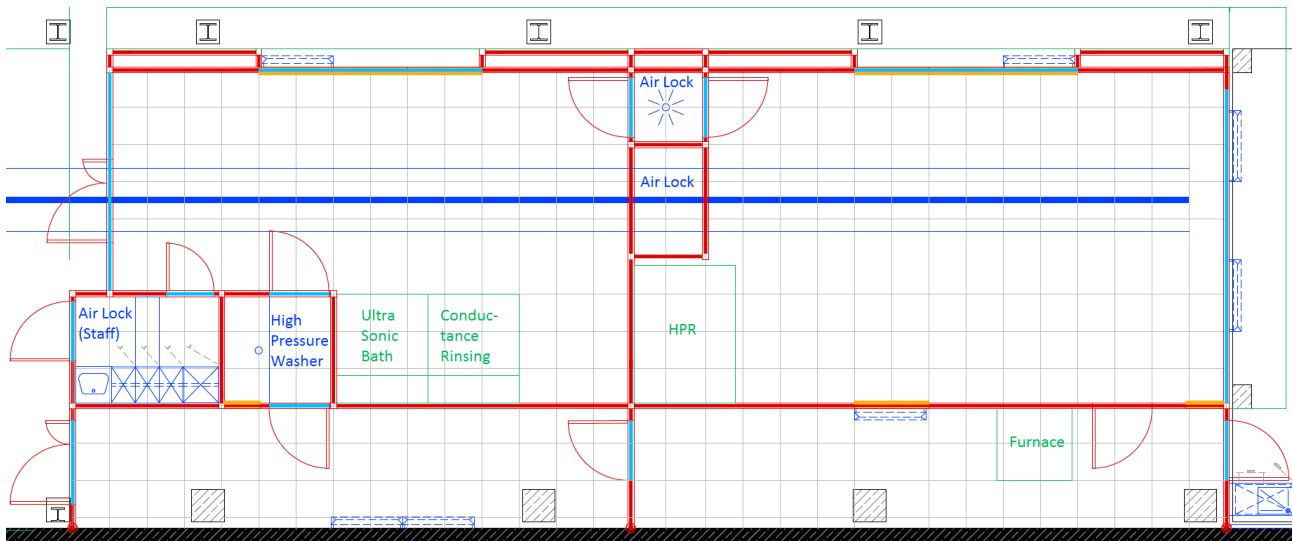 Air Lock
Air Lock
Air Lock
(Staff)
High
Pressure
Washer
Ultra
Sonic
Bath
Conduc-
tance
Rinsing
HPR
Furnace